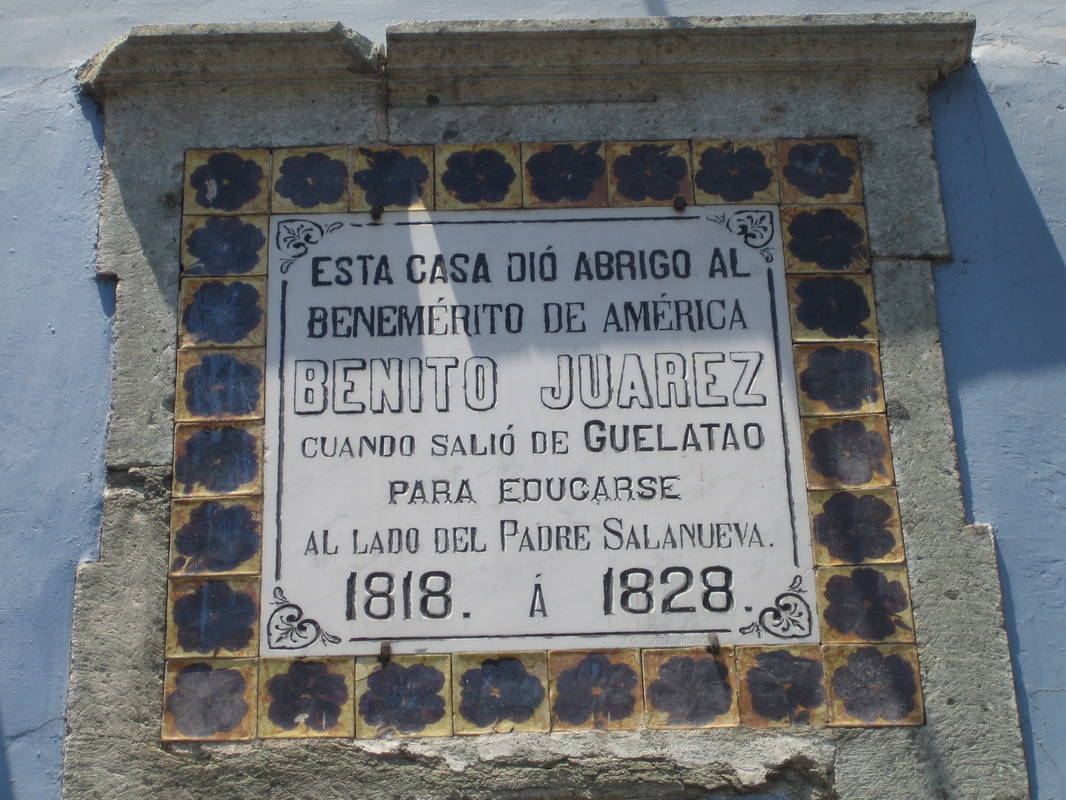 ESTA CASA DIÓ ABRIGO AL
BENEMÉRITO DE AMÉRICA
BENITO JUAREZ
CUANDO SALIÓ DE GUELATAO
PARA EDUCARSE
AL LADO DEL PADRE SALANUEVA.
1818. Á 1828.